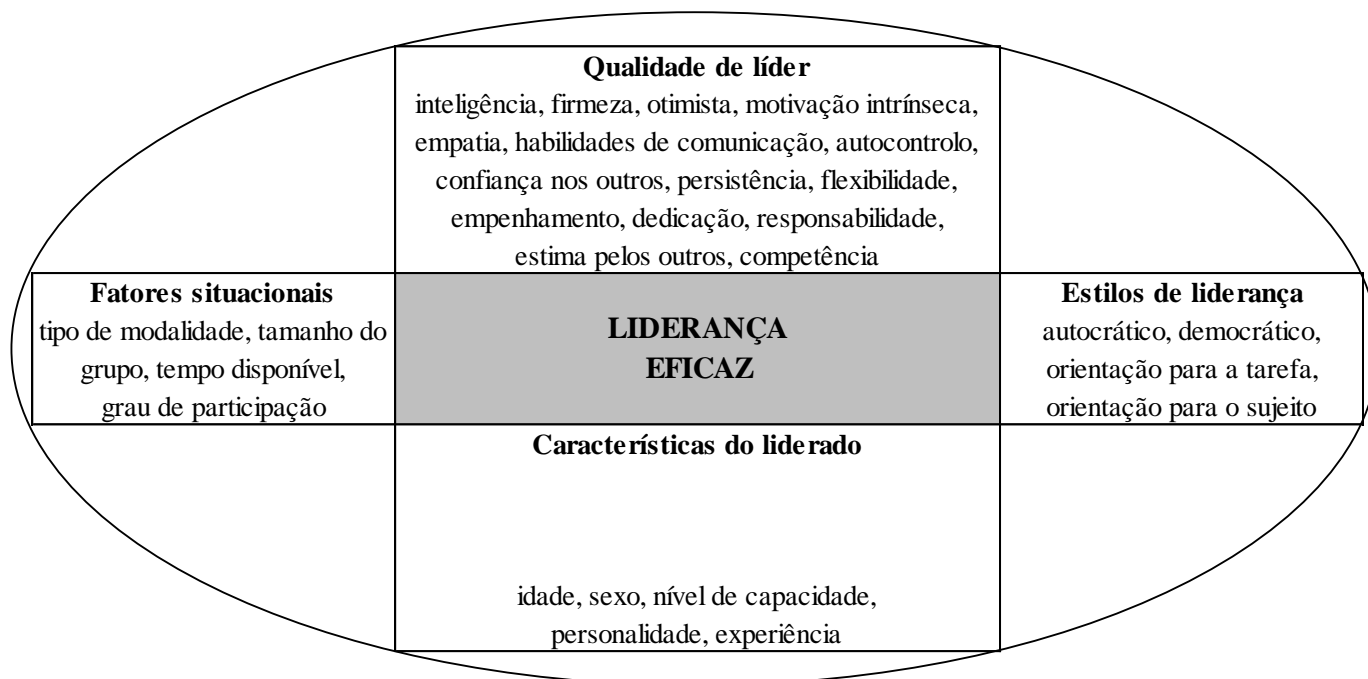 Qualidade de líder
inteligência, firmeza, otimista, motivação intrínseca,
empatia, habilidades de comunicação, autocontrolo,
confiança nos outros, persistência, flexibilidade,
empenhamento, dedicação, responsabilidade,
estima pelos outros, competência
Fatores situacionais
tipo de modalidade, tamanho do
grupo, tempo disponível,
grau de participação
LIDERANÇA
EFICAZ
Estilos de liderança
autocrático, democrático,
orientação para a tarefa,
orientação para o sujeito
Características do liderado
idade, sexo, nível de capacidade,
personalidade, experiência